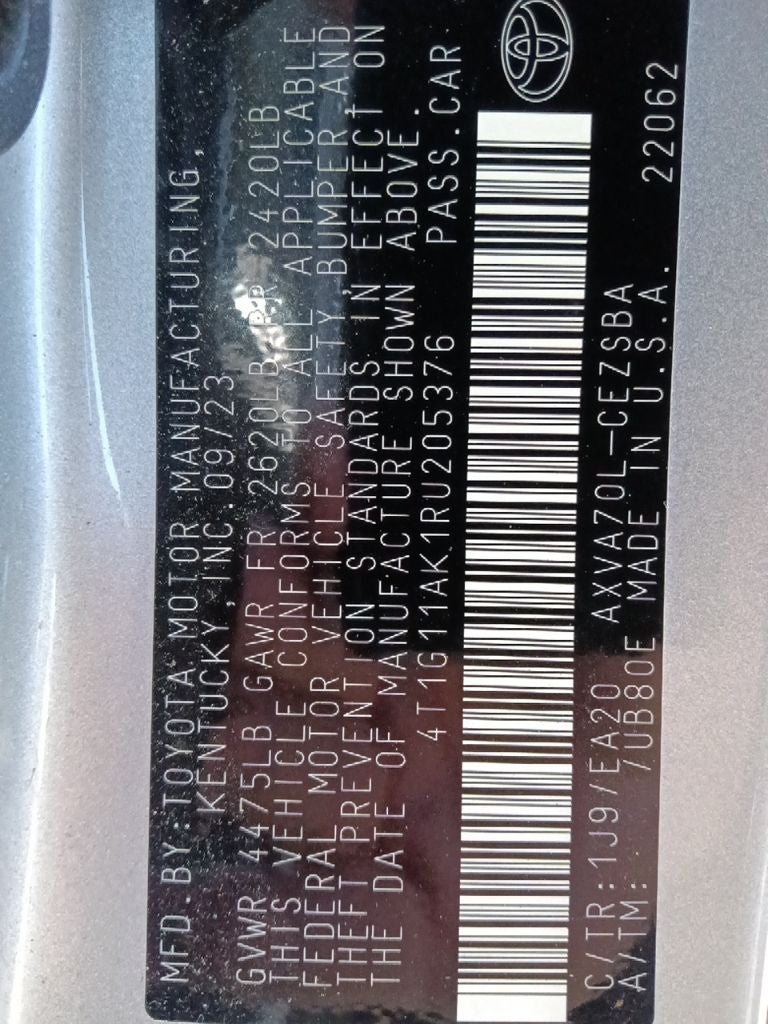 MFD.BY:TOYOTA MOTOR MANUFACTURING,
KENTUCKY, INC. 09/23
GVWR 4475LB GAWR FR 2620LB RR 2420LB
THIS VEHICLE CONFORMS TO ALL APPLICABLE
FEDERAL MOTOR VEHICLE SAFETY, BUMPER, AND
THEFT PREVENTION STANDARDS IN EFFECT ON
THE DATE OF MANUFACTURE SHOWN ABOVE.
4T1G11AK1RU205376 PASS.CAR
C/TR:1J9/EA20 AXVA70L-CEZSBA 22062
A/TM: /UB80E MADE IN U.S.A.